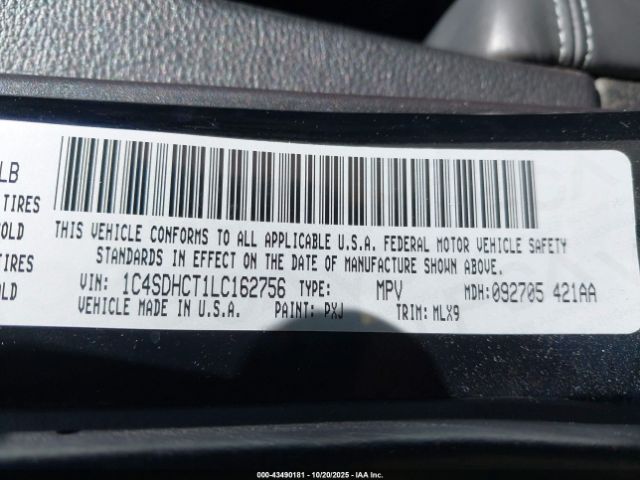 LB
TIRES
OLD
THIS VEHICLE CONFORMS TO ALL APPLICABLE U.S.A. FEDERAL MOTOR VEHICLE SAFETY
STANDARDS IN EFFECT ON THE DATE OF MANUFACTURE SHOWN ABOVE.
TIRES
VIN: 1C4SDHCT1LC162756 TYPE: MPV MDH: 092705 421AA
OLD
VEHICLE MADE IN U.S.A. PAINT: PXJ TRIM: MLX9
000-43490181 - 10/20/2025 - IAA Inc.